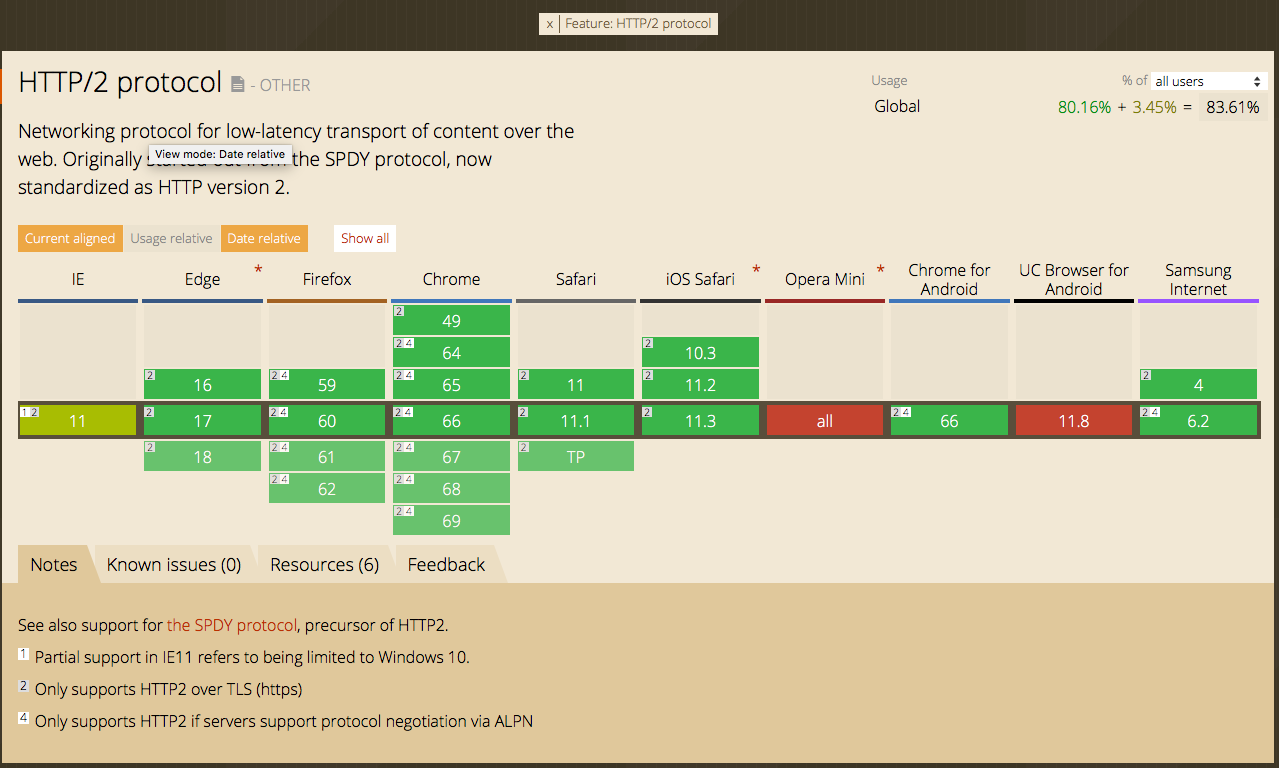 x Feature: HTTP/2 protocol
HTTP/2 protocol - OTHER
Usage % of all users
Global 80.16% + 3.45% = 83.61%
Networking protocol for low-latency transport of content over the
web. Originally the SPDY protocol, now
View mode: Date relative
standardized as HTTP version 2.
Current aligned Usage relative Date relative Show all
IE Edge * Firefox Chrome Safari iOS Safari * Opera Mini * Chrome for Android UC Browser for Android Samsung Internet
2 49
2 4 64 2 10.3
2 16 2 4 59 2 4 65 2 11 2 11.2 2 4
1 2 11 2 17 2 4 60 2 4 66 2 11.1 2 11.3 all 2 4 66 11.8 2 4 6.2
2 18 2 4 61 2 4 67 2 TP
2 4 62 2 4 68
2 4 69
Notes Known issues (0) Resources (6) Feedback
See also support for the SPDY protocol, precursor of HTTP2.
1 Partial support in IE11 refers to being limited to Windows 10.
2 Only supports HTTP2 over TLS (https)
4 Only supports HTTP2 if servers support protocol negotiation via ALPN